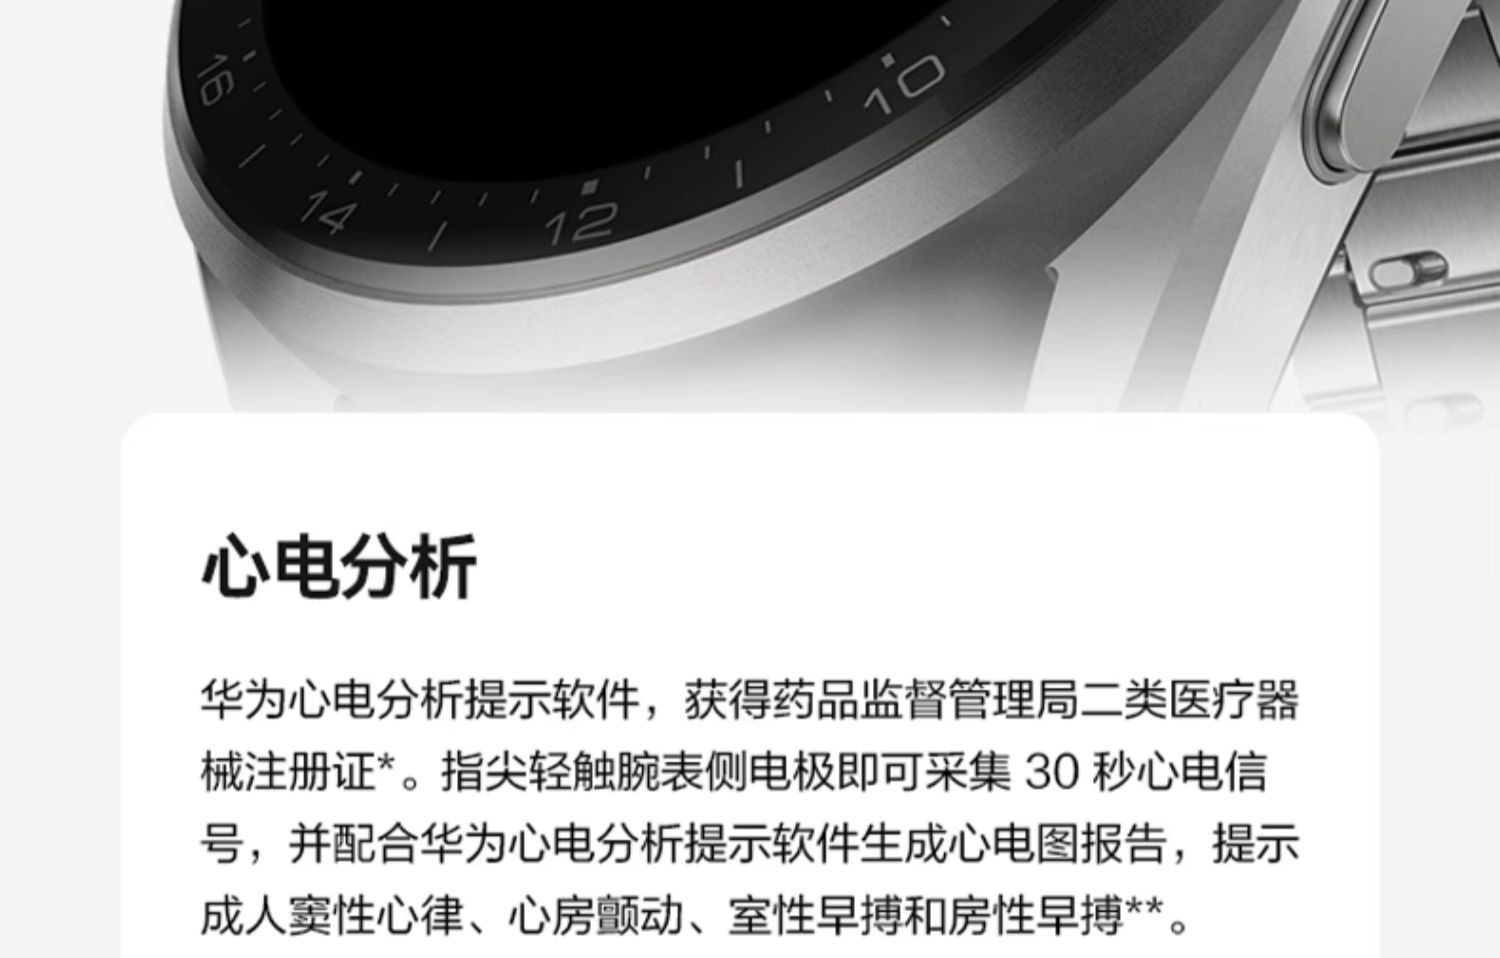 16
14
12
10
心电分析
华为心电分析提示软件，获得药品监督管理局二类医疗器
械注册证*。指尖轻触腕表侧电极即可采集 30 秒心电信
号，并配合华为心电分析提示软件生成心电图报告，提示
成人窦性心律、心房颤动、室性早搏和房性早搏**。